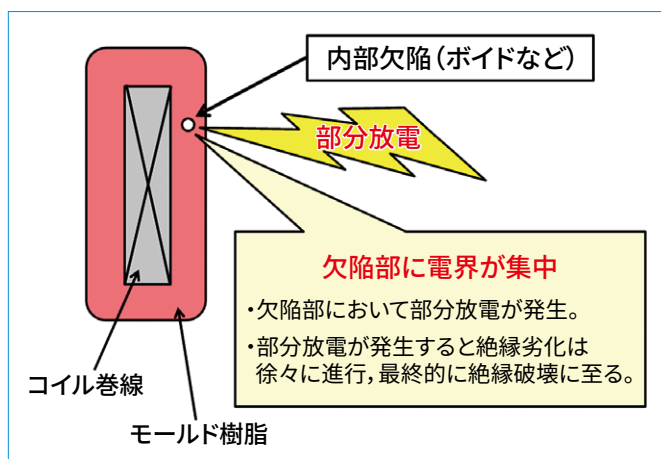 内部欠陥(ボイドなど)
部分放電
欠陥部に電界が集中
・欠陥部において部分放電が発生。
・部分放電が発生すると絶縁劣化は
徐々に進行,最終的に絶縁破壊に至る。
コイル巻線
モールド樹脂